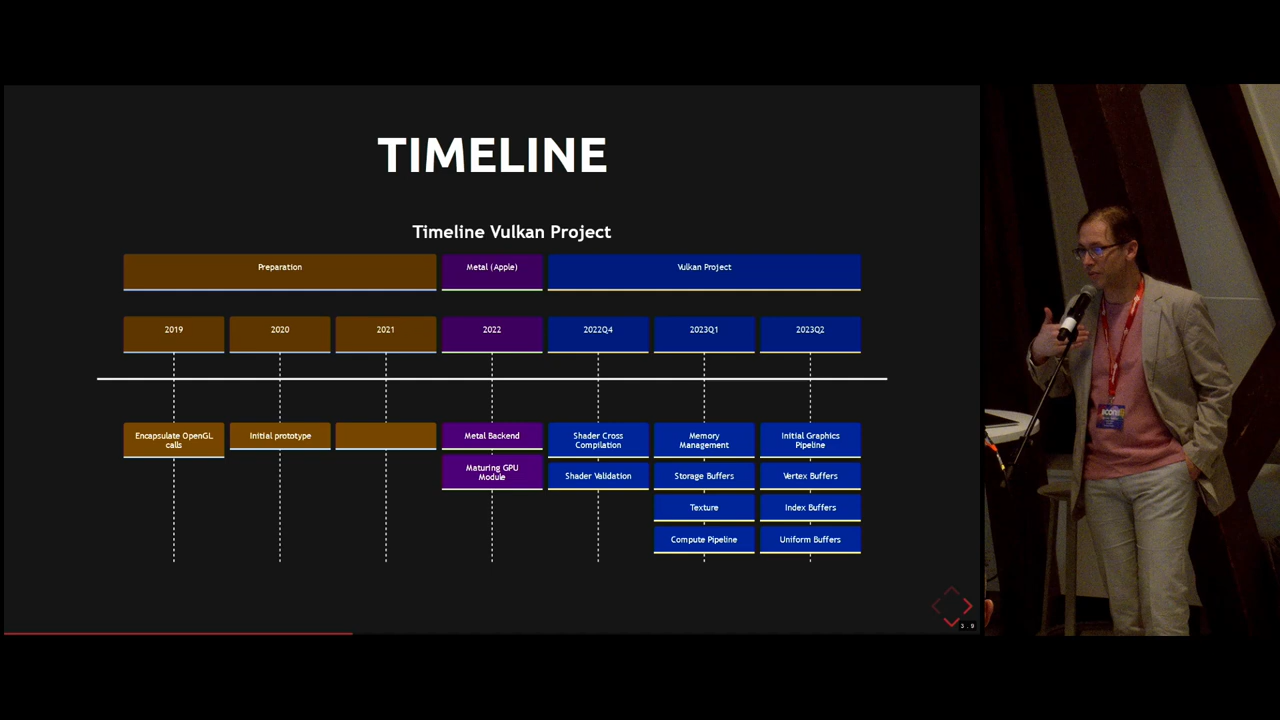 TIMELINE
Timeline Vulkan Project
Preparation
Metal (Apple)
Vulkan Project
2019
2020
2021
2022
2022Q4
2023Q1
2023Q2
Encapsulate OpenGL
calls
Initial prototype
Metal Backend
Maturing GPU
Module
Shader Cross
Compilation
Shader Validation
Memory
Management
Storage Buffers
Texture
Compute Pipeline
Initial Graphics
Pipeline
Vertex Buffers
Index Buffers
Uniform Buffers
3.9